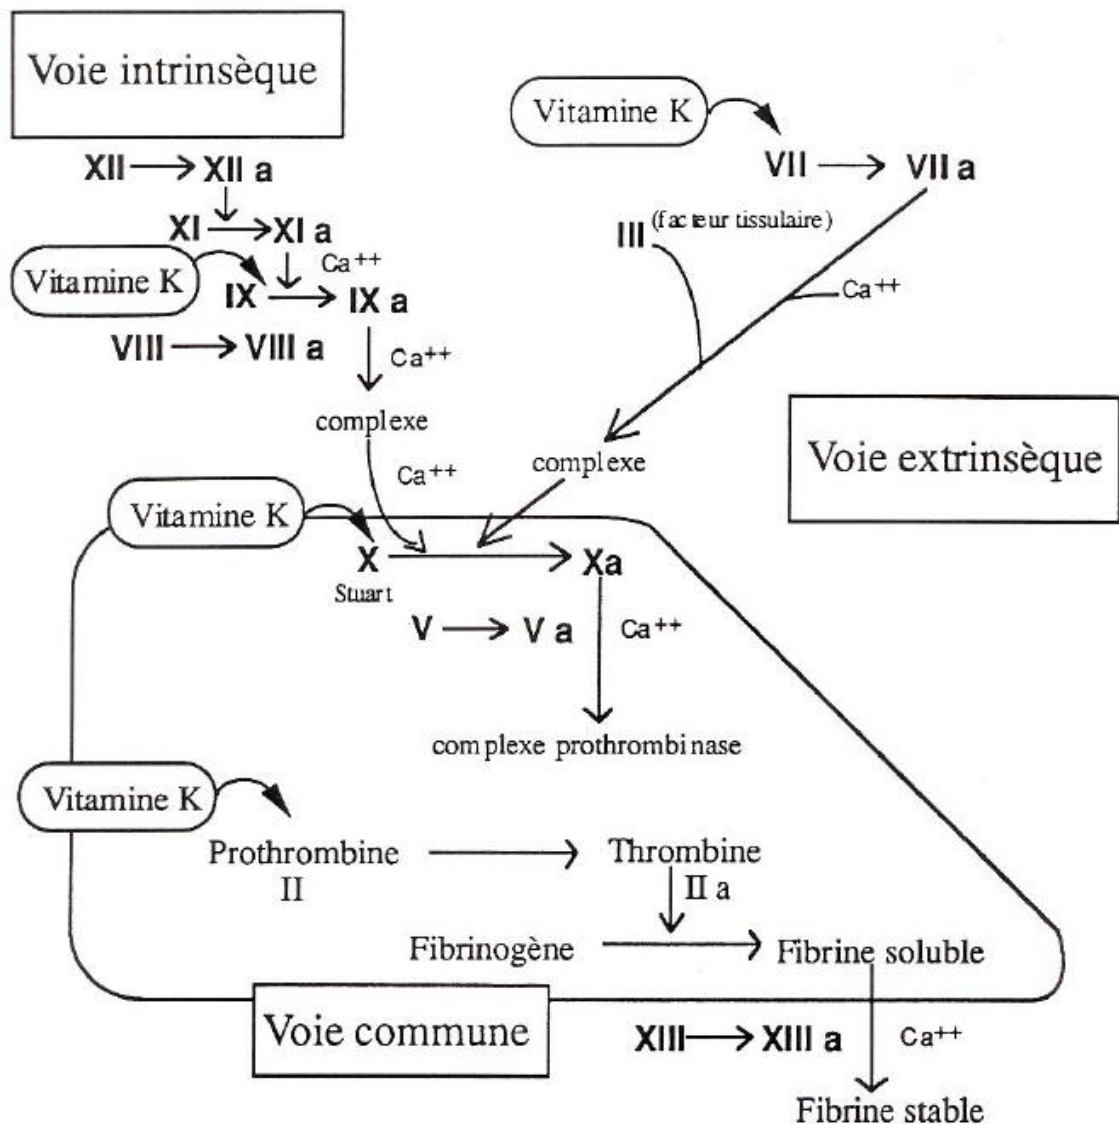 Voie intrinsèque
Vitamine K
XII XII a
VII VII a
XI XI a
III (facteur tissulaire)
Vitamine K
Ca++
IX IX a
Ca++
VIII VIII a
Ca++
complexe
Voie extrinsèque
complexe
Ca++
Vitamine K
X Xa
Stuart
V V a
Ca++
complexe prothrombinase
Vitamine K
Prothrombine
II
Thrombine
II a
Fibrinogène
Fibrine soluble
Voie commune
XIII XIII a
Ca++
Fibrine stable